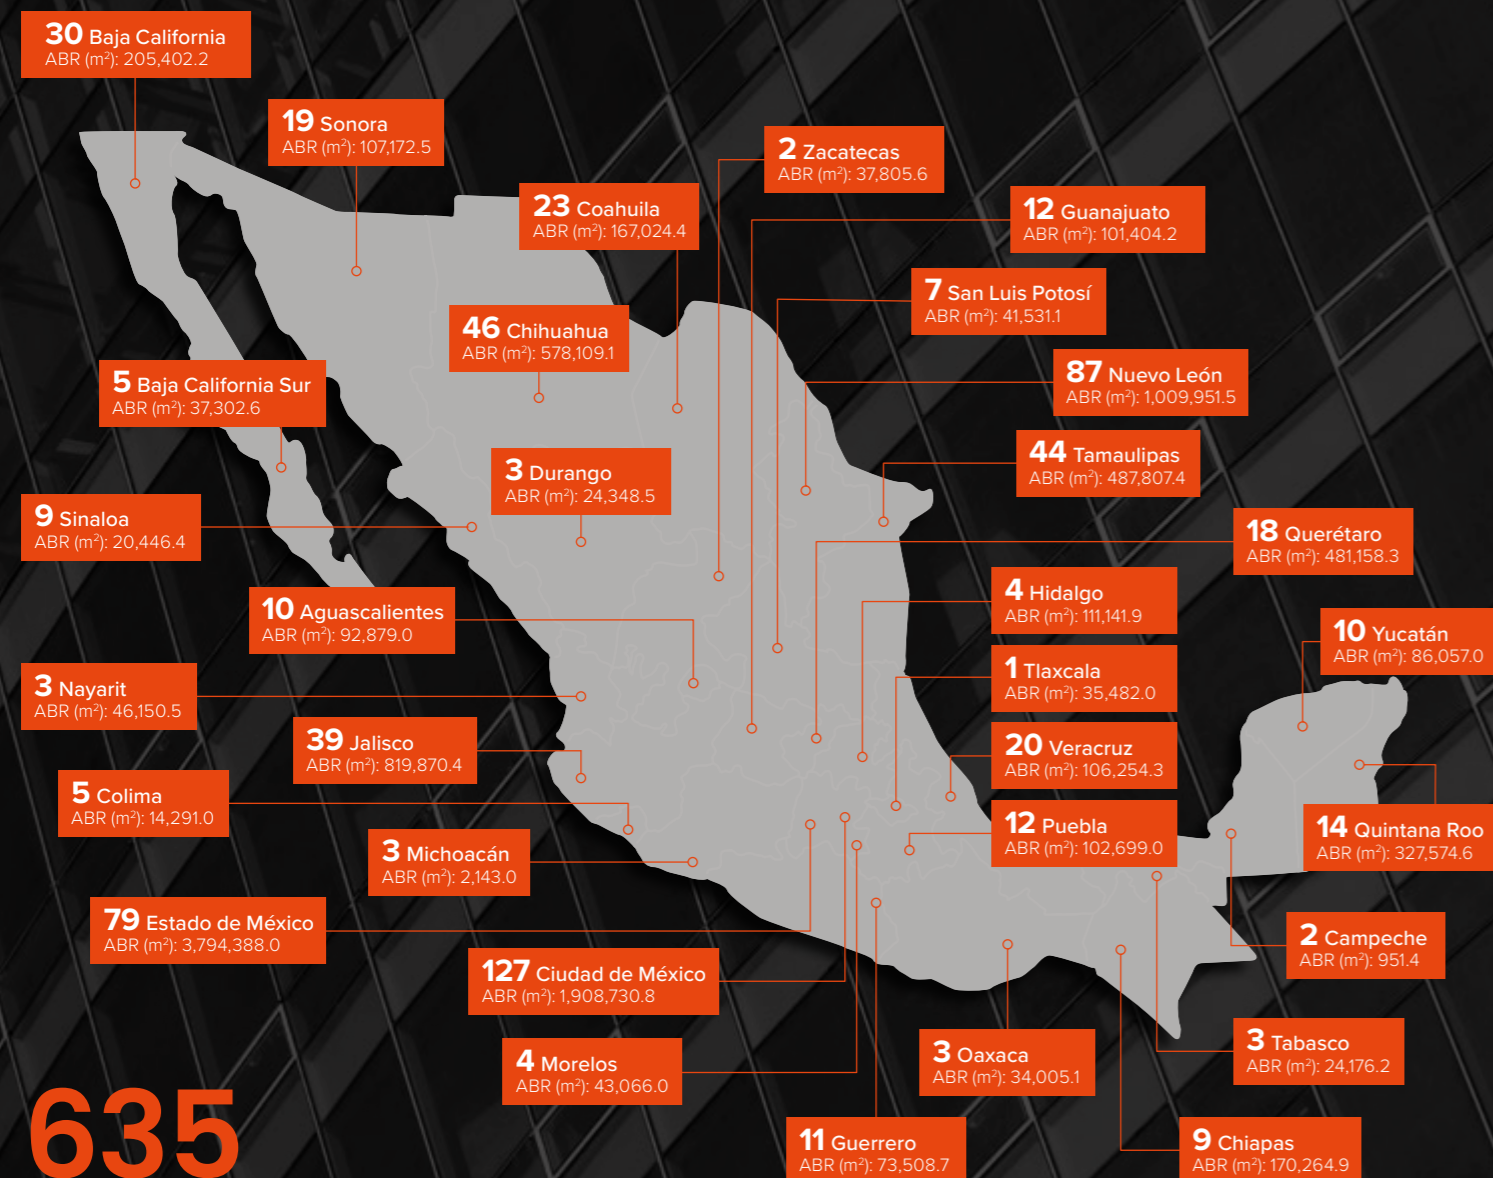 30 Baja California
ABR (m²): 205,402.2
19 Sonora
ABR (m²): 107,172.5
2 Zacatecas
ABR (m²): 37,805.6
23 Coahuila
ABR (m²): 167,024.4
12 Guanajuato
ABR (m²): 101,404.2
7 San Luis Potosí
ABR (m²): 41,531.1
46 Chihuahua
ABR (m²): 578,109.1
5 Baja California Sur
ABR (m²): 37,302.6
87 Nuevo León
ABR (m²): 1,009,951.5
44 Tamaulipas
ABR (m²): 487,807.4
3 Durango
ABR (m²): 24,348.5
9 Sinaloa
ABR (m²): 20,446.4
18 Querétaro
ABR (m²): 481,158.3
4 Hidalgo
ABR (m²): 111,141.9
10 Aguascalientes
ABR (m²): 92,879.0
10 Yucatán
ABR (m²): 86,057.0
1 Tlaxcala
ABR (m²): 35,482.0
3 Nayarit
ABR (m²): 46,150.5
39 Jalisco
ABR (m²): 819,870.4
20 Veracruz
ABR (m²): 106,254.3
5 Colima
ABR (m²): 14,291.0
12 Puebla
ABR (m²): 102,699.0
14 Quintana Roo
ABR (m²): 327,574.6
3 Michoacán
ABR (m²): 2,143.0
79 Estado de México
ABR (m²): 3,794,388.0
2 Campeche
ABR (m²): 951.4
127 Ciudad de México
ABR (m²): 1,908,730.8
3 Tabasco
ABR (m²): 24,176.2
3 Oaxaca
ABR (m²): 34,005.1
4 Morelos
ABR (m²): 43,066.0
11 Guerrero
ABR (m²): 73,508.7
9 Chiapas
ABR (m²): 170,264.9
635